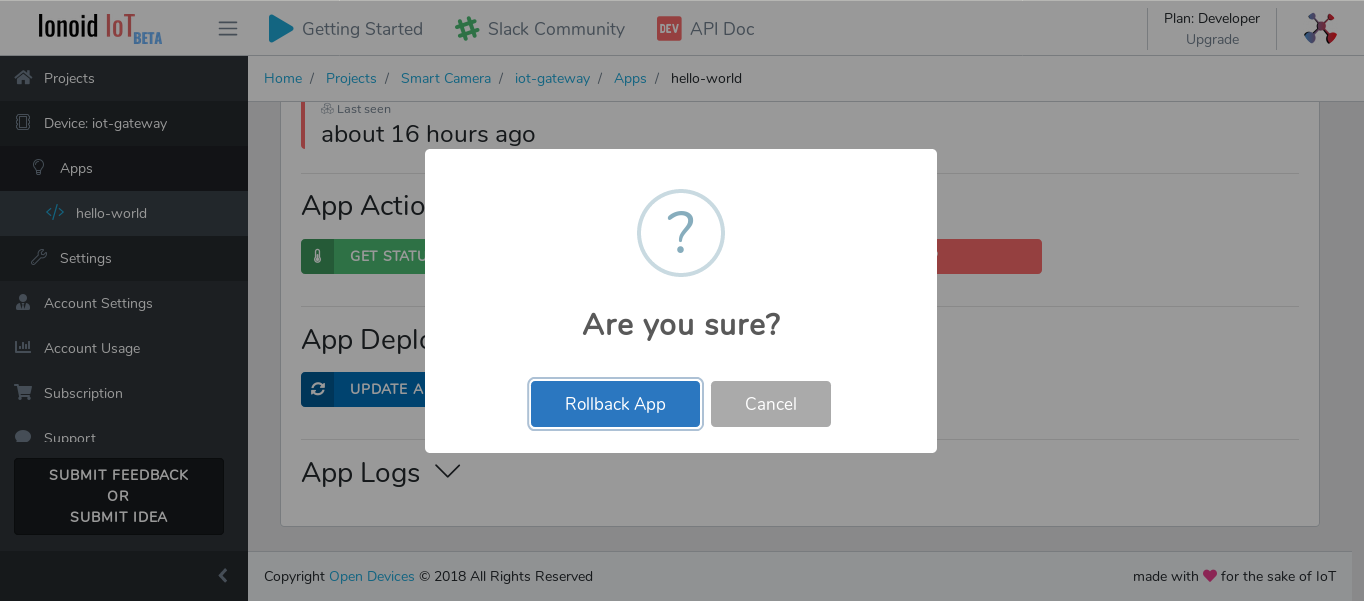 Ionoid IoT BETA
Getting Started
Slack Community
DEV API Doc
Plan: Developer
Upgrade
Projects
Device: iot-gateway
Apps
hello-world
Settings
Account Settings
Account Usage
Subscription
Support
SUBMIT FEEDBACK
OR
SUBMIT IDEA
Home / Projects / Smart Camera / iot-gateway / Apps / hello-world
Last seen
about 16 hours ago
App Actio
GET STATU
App Deplo
UPDATE A
App Logs
?
Are you sure?
Rollback App
Cancel
Copyright Open Devices © 2018 All Rights Reserved
made with ♥ for the sake of IoT